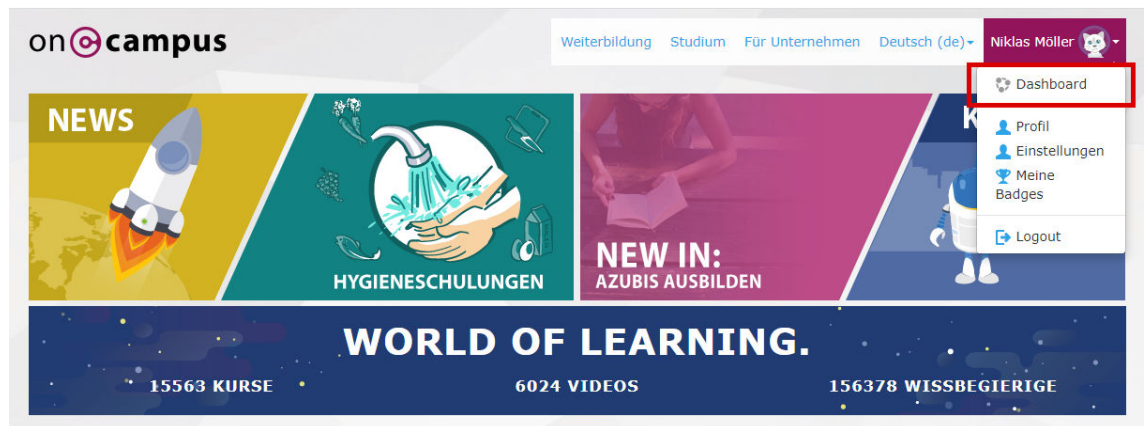 oncampus
Weiterbildung Studium Für Unternehmen Deutsch (de) Niklas Möller
Dashboard
Profil
Einstellungen
Meine
Badges
Logout
NEWS
HYGIENESCHULUNGEN
NEW IN:
AZUBIS AUSBILDEN
K
WORLD OF LEARNING.
15563 KURSE 6024 VIDEOS 156378 WISSBEGIERIGE